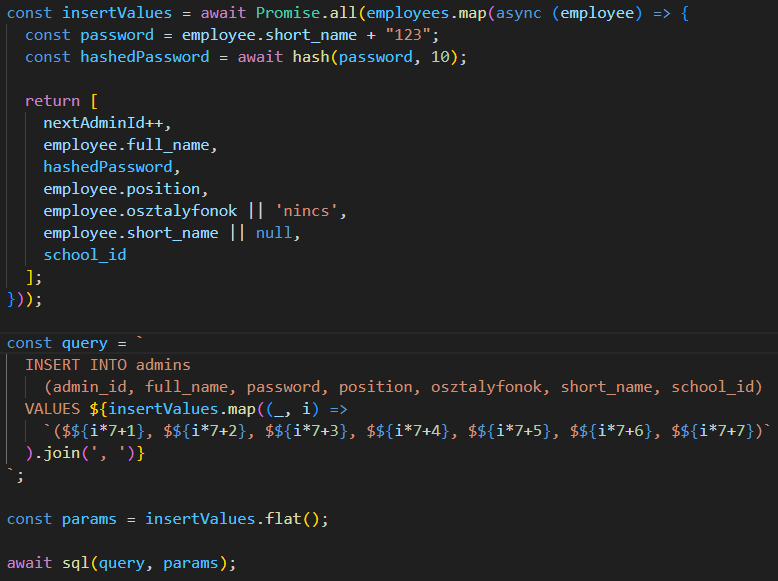 const insertValues = await Promise.all(employees.map(async (employee) => {
  const password = employee.short_name + "123";
  const hashedPassword = await hash(password, 10);

  return [
    nextAdminId++,
    employee.full_name,
    hashedPassword,
    employee.position,
    employee.osztalyfonok || 'nincs',
    employee.short_name || null,
    school_id
  ];
}));

const query = `
  INSERT INTO admins
    (admin_id, full_name, password, position, osztalyfonok, short_name, school_id)
  VALUES ${insertValues.map((_, i) =>
    `($${i*7+1}, $${i*7+2}, $${i*7+3}, $${i*7+4}, $${i*7+5}, $${i*7+6}, $${i*7+7})`
  ).join(', ')}
`;

const params = insertValues.flat();

await sql(query, params);